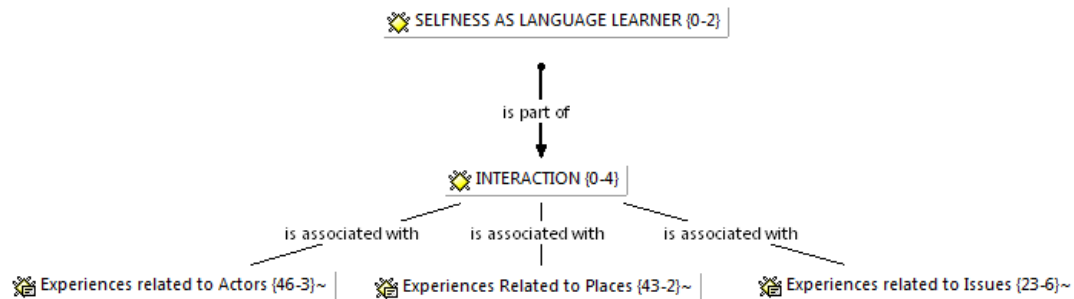 SELFNESS AS LANGUAGE LEARNER {0-2}
is part of
INTERACTION {0-4}
is associated with is associated with is associated with
Experiences related to Actors {46-3}~ Experiences Related to Places {43-2}~ Experiences related to Issues {23-6}~